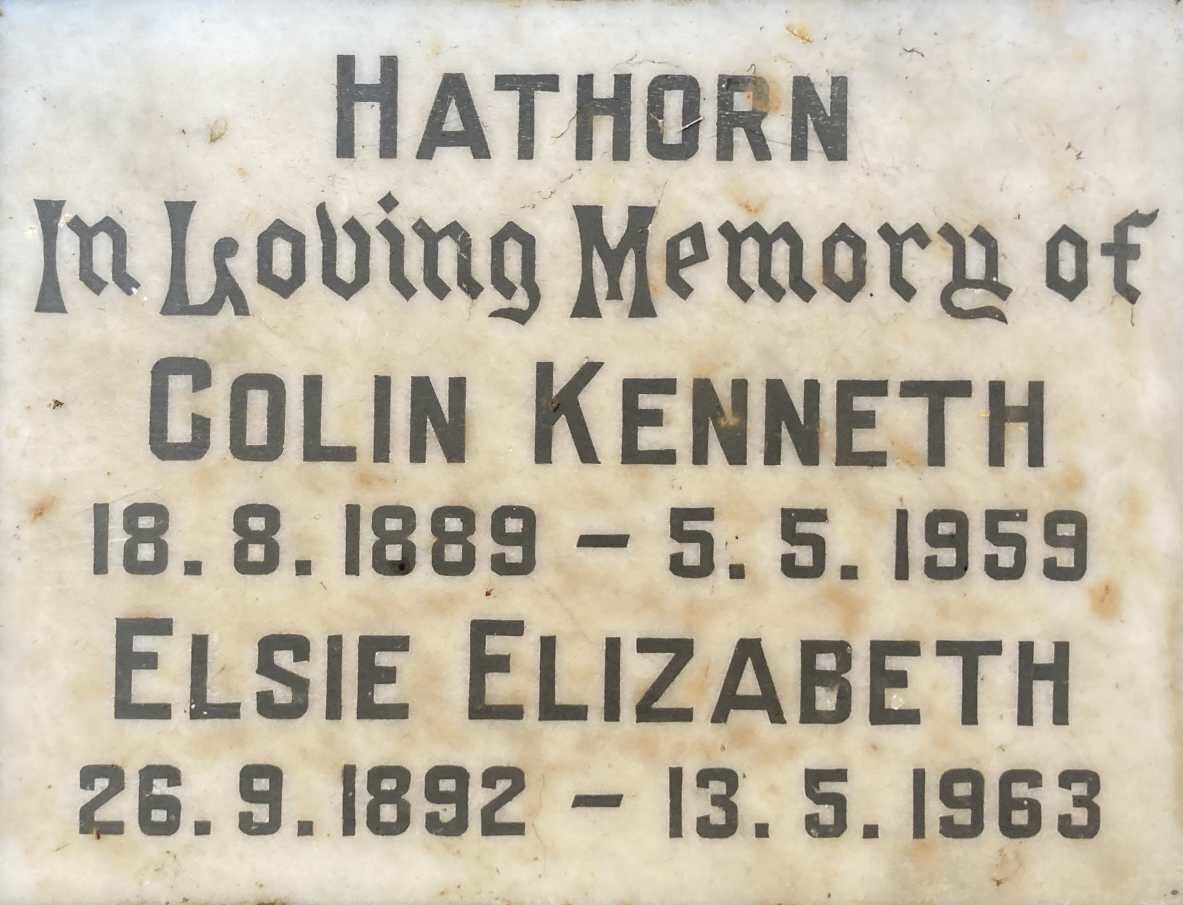 HATHORN
In Loving Memory of
COLIN KENNETH
18. 8. 1889 – 5. 5. 1959
ELSIE ELIZABETH
26. 9. 1892 – 13. 5. 1963